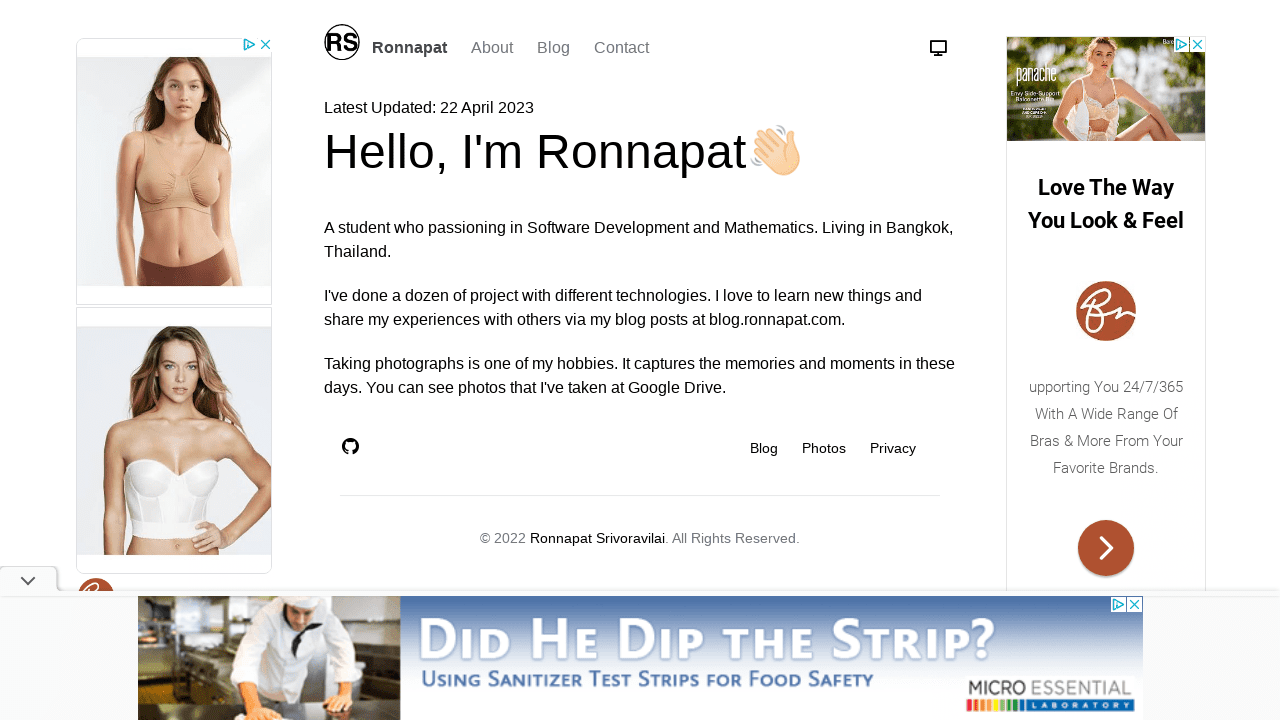 RS
Ronnapat About Blog Contact
Latest Updated: 22 April 2023
Hello, I'm Ronnapat👋🏻
A student who passioning in Software Development and Mathematics. Living in Bangkok,
Thailand.
I've done a dozen of project with different technologies. I love to learn new things and
share my experiences with others via my blog posts at blog.ronnapat.com.
Taking photographs is one of my hobbies. It captures the memories and moments in these
days. You can see photos that I've taken at Google Drive.
Blog Photos Privacy
© 2022 Ronnapat Srivoravilai. All Rights Reserved.
Bare
panache
Envy Side-Support
Balconnette Bra
Love The Way
You Look & Feel
upporting You 24/7/365
With A Wide Range Of
Bras & More From Your
Favorite Brands.
DID HE DIP THE STRIP?
USING SANITIZER TEST STRIPS FOR FOOD SAFETY
MICRO ESSENTIAL
LABORATORY